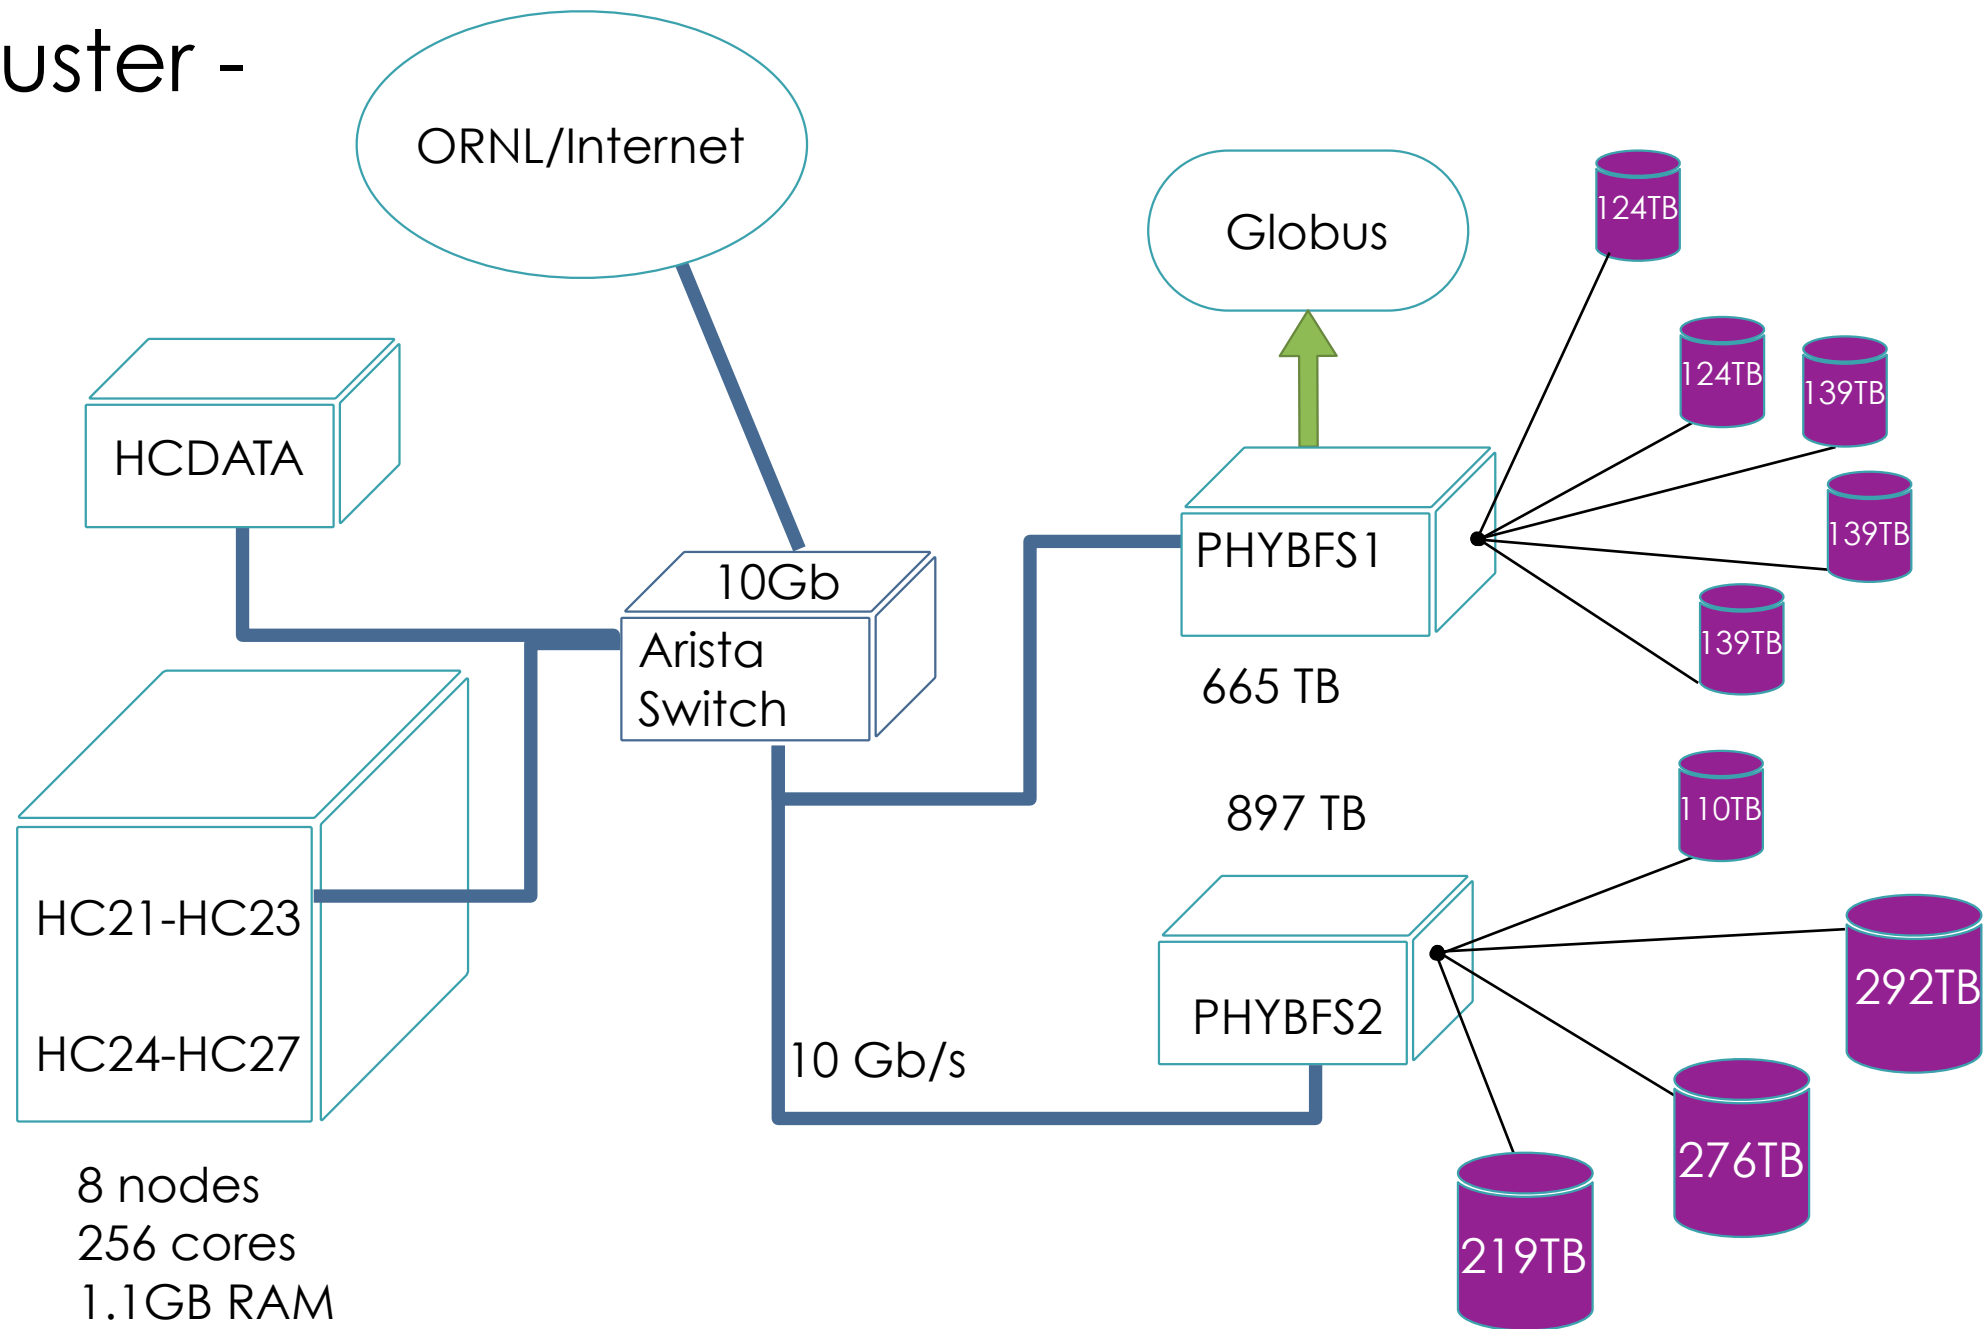 uster -
ORNL/Internet
Globus
124TB
124TB
139TB
HCDATA
139TB
PHYBFS1
10Gb
Arista
Switch
139TB
665 TB
897 TB
110TB
HC21-HC23
292TB
PHYBFS2
HC24-HC27
10 Gb/s
276TB
219TB
8 nodes
256 cores
1.1GB RAM